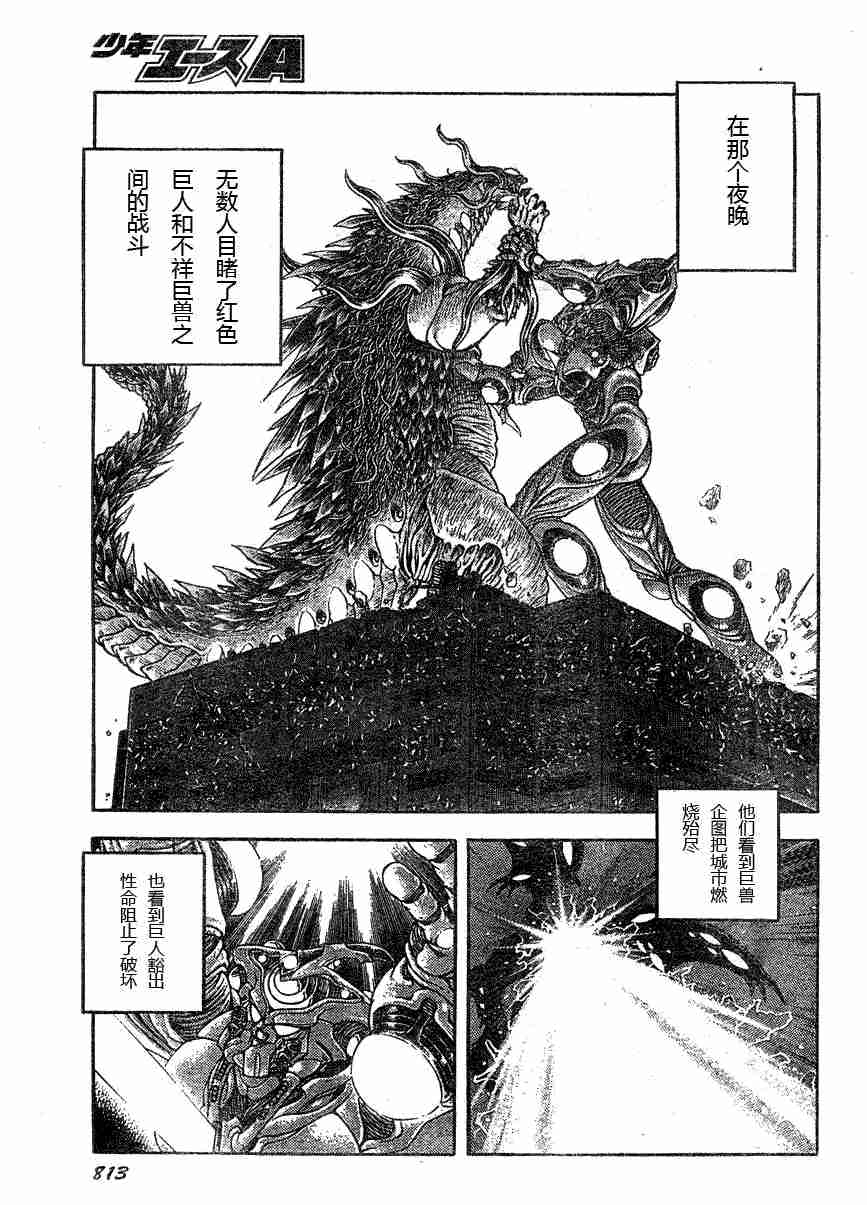 少年エースA
在那个夜晚
无数人目睹了红色
巨人和不祥巨兽之
间的战斗
他们看到巨兽
企图把城市燃
烧殆尽
也看到巨人豁出
性命阻止了破坏
813